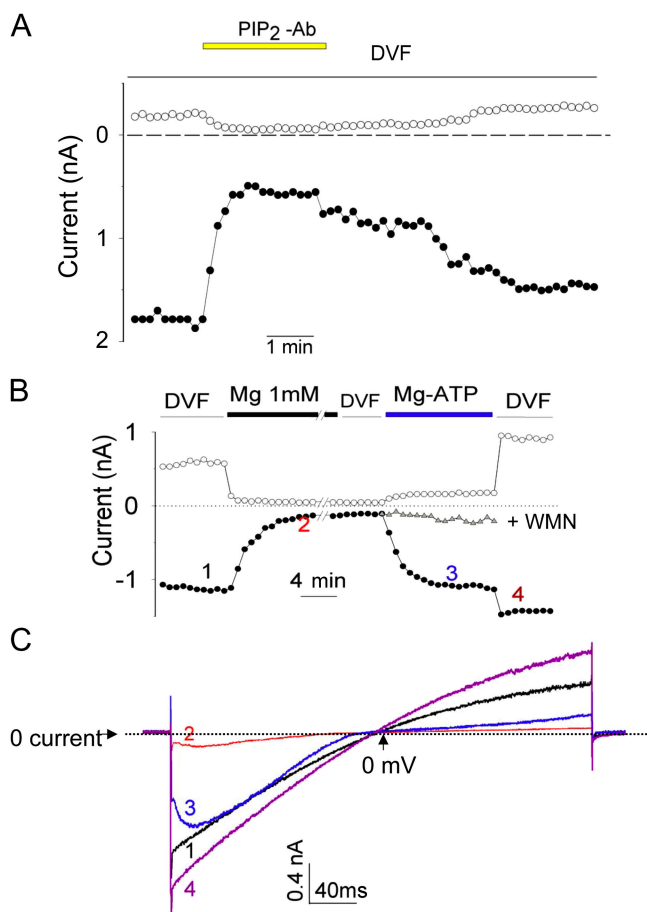 A
PIP2 -Ab
DVF
Current (nA)
0
1
2
1 min
B
DVF
Mg 1mM
DVF
Mg-ATP
DVF
Current (nA)
1
0
-1
1
2
3
4
+ WMN
4 min
C
0 current
2
3
1
4
0 mV
0.4 nA
40ms